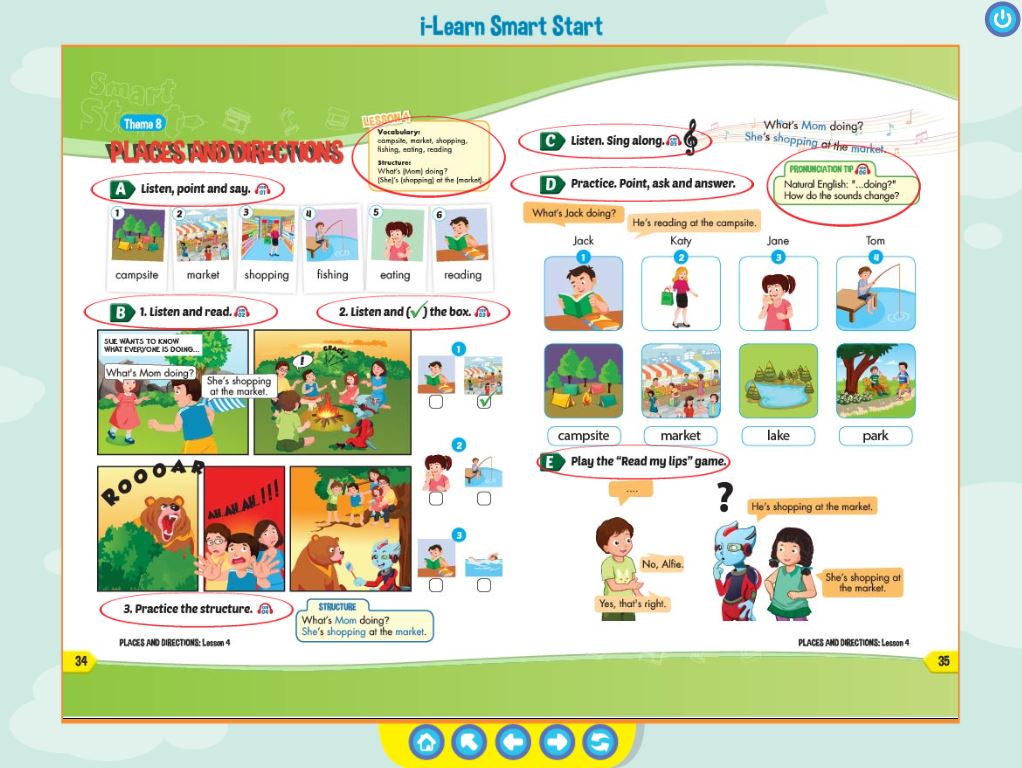 i-Learn Smart Start
Smart
Start
Theme 8
PLACES AND DIRECTIONS
LESSON 4
Vocabulary:
campsite, market, shopping,
fishing, eating, reading
Structure:
What's (Mom) doing?
(She)'s (shopping) at the (market).
A Listen, point and say. 01
1
2
3
4
5
6
campsite
market
shopping
fishing
eating
reading
B 1. Listen and read. 02
2. Listen and (✓) the box. 03
SUE WANTS TO KNOW
WHAT EVERYONE IS DOING...
What's Mom doing?
She's shopping
at the market.
!
CRACK!
1
2
3
ROOOAR
AH..AH..AH..!!!
3. Practice the structure. 04
STRUCTURE
What's Mom doing?
She's shopping at the market.
PLACES AND DIRECTIONS: Lesson 4
34
C Listen. Sing along. 05
What's Mom doing?
She's shopping at the market.
PRONUNCIATION TIP 06
Natural English: "...doing?"
How do the sounds change?
D Practice. Point, ask and answer.
What's Jack doing?
He's reading at the campsite.
Jack
Katy
Jane
Tom
1
2
3
4
campsite
market
lake
park
E Play the "Read my lips" game.
....
?
He's shopping at the market.
No, Alfie.
She's shopping at
the market.
Yes, that's right.
PLACES AND DIRECTIONS: Lesson 4
35